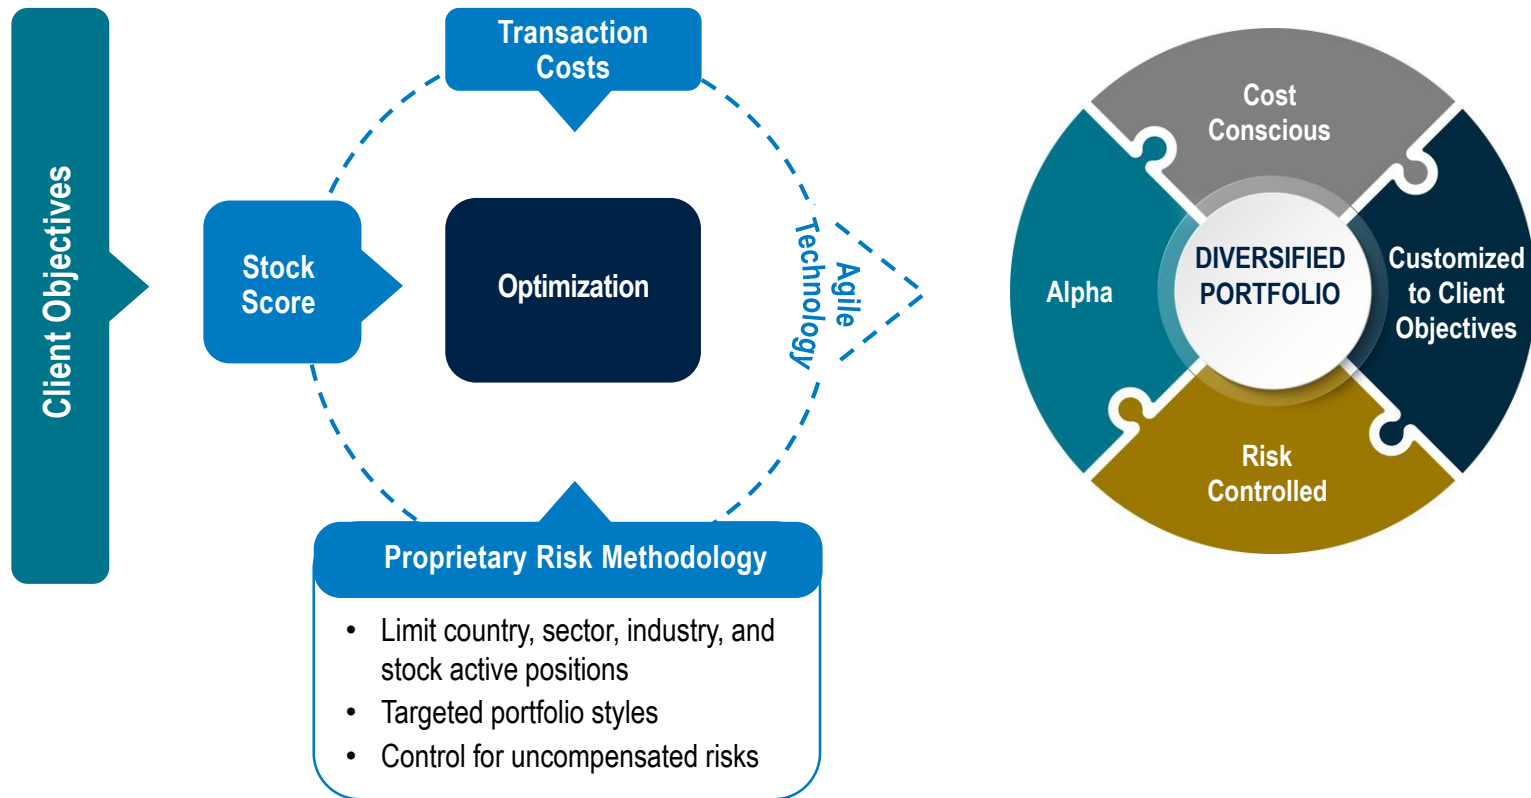 Client Objectives
Transaction
Costs
Stock
Score
Optimization
Agile
Technology
Proprietary Risk Methodology
• Limit country, sector, industry, and
stock active positions
• Targeted portfolio styles
• Control for uncompensated risks
Cost
Conscious
Alpha
DIVERSIFIED
PORTFOLIO
Customized
to Client
Objectives
Risk
Controlled